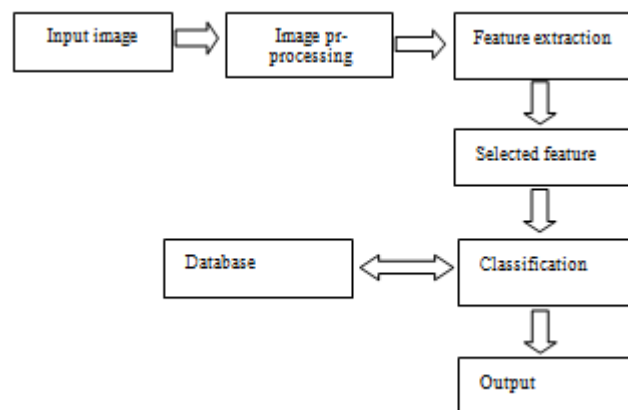 Input image
Image pr-
processing
Feature extraction
Selected feature
Database
Classification
Output